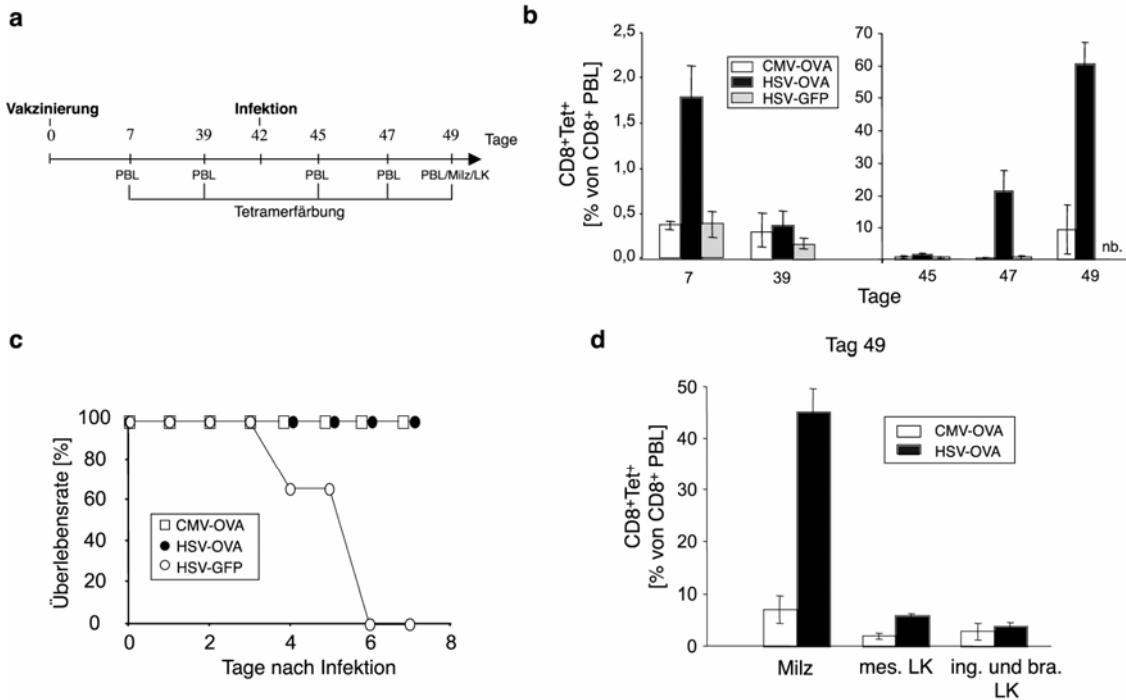 a
Vakzinierung
Infektion
0 7 39 42 45 47 49 Tage
PBL PBL PBL PBL PBL/Milz/LK
Tetramerfärbung
b
CD8+Tet+
[% von CD8+ PBL]
2,5
2,0
1,5
1,0
0,5
0,0
CMV-OVA
HSV-OVA
HSV-GFP
70
60
50
40
30
20
10
nb.
7 39 45 47 49
Tage
c
Überlebensrate [%]
100
80
60
40
20
0
CMV-OVA
HSV-OVA
HSV-GFP
0 2 4 6 8
Tage nach Infektion
d
Tag 49
CD8+Tet+
[% von CD8+ PBL]
50
40
30
20
10
0
CMV-OVA
HSV-OVA
Milz mes. LK ing. und bra.
LK